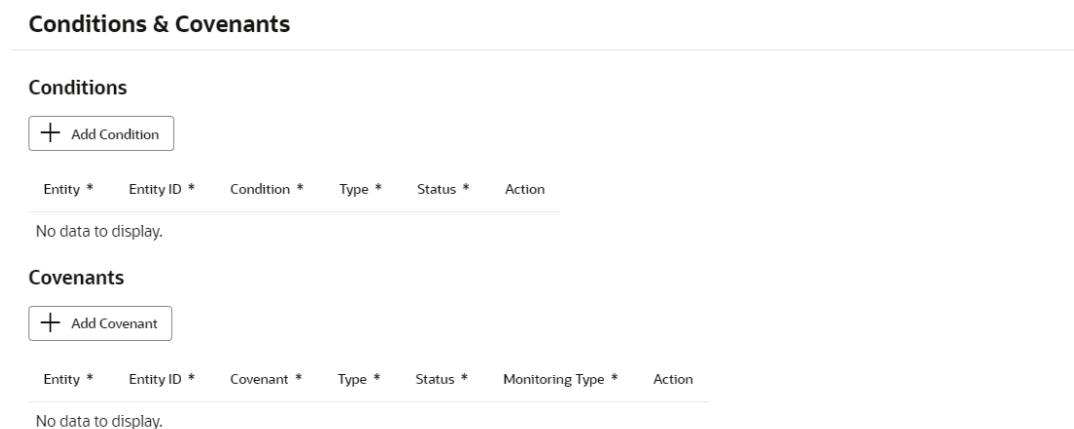 Conditions & Covenants
Conditions
+ Add Condition
Entity * Entity ID * Condition * Type * Status * Action
No data to display.
Covenants
+ Add Covenant
Entity * Entity ID * Covenant * Type * Status * Monitoring Type * Action
No data to display.